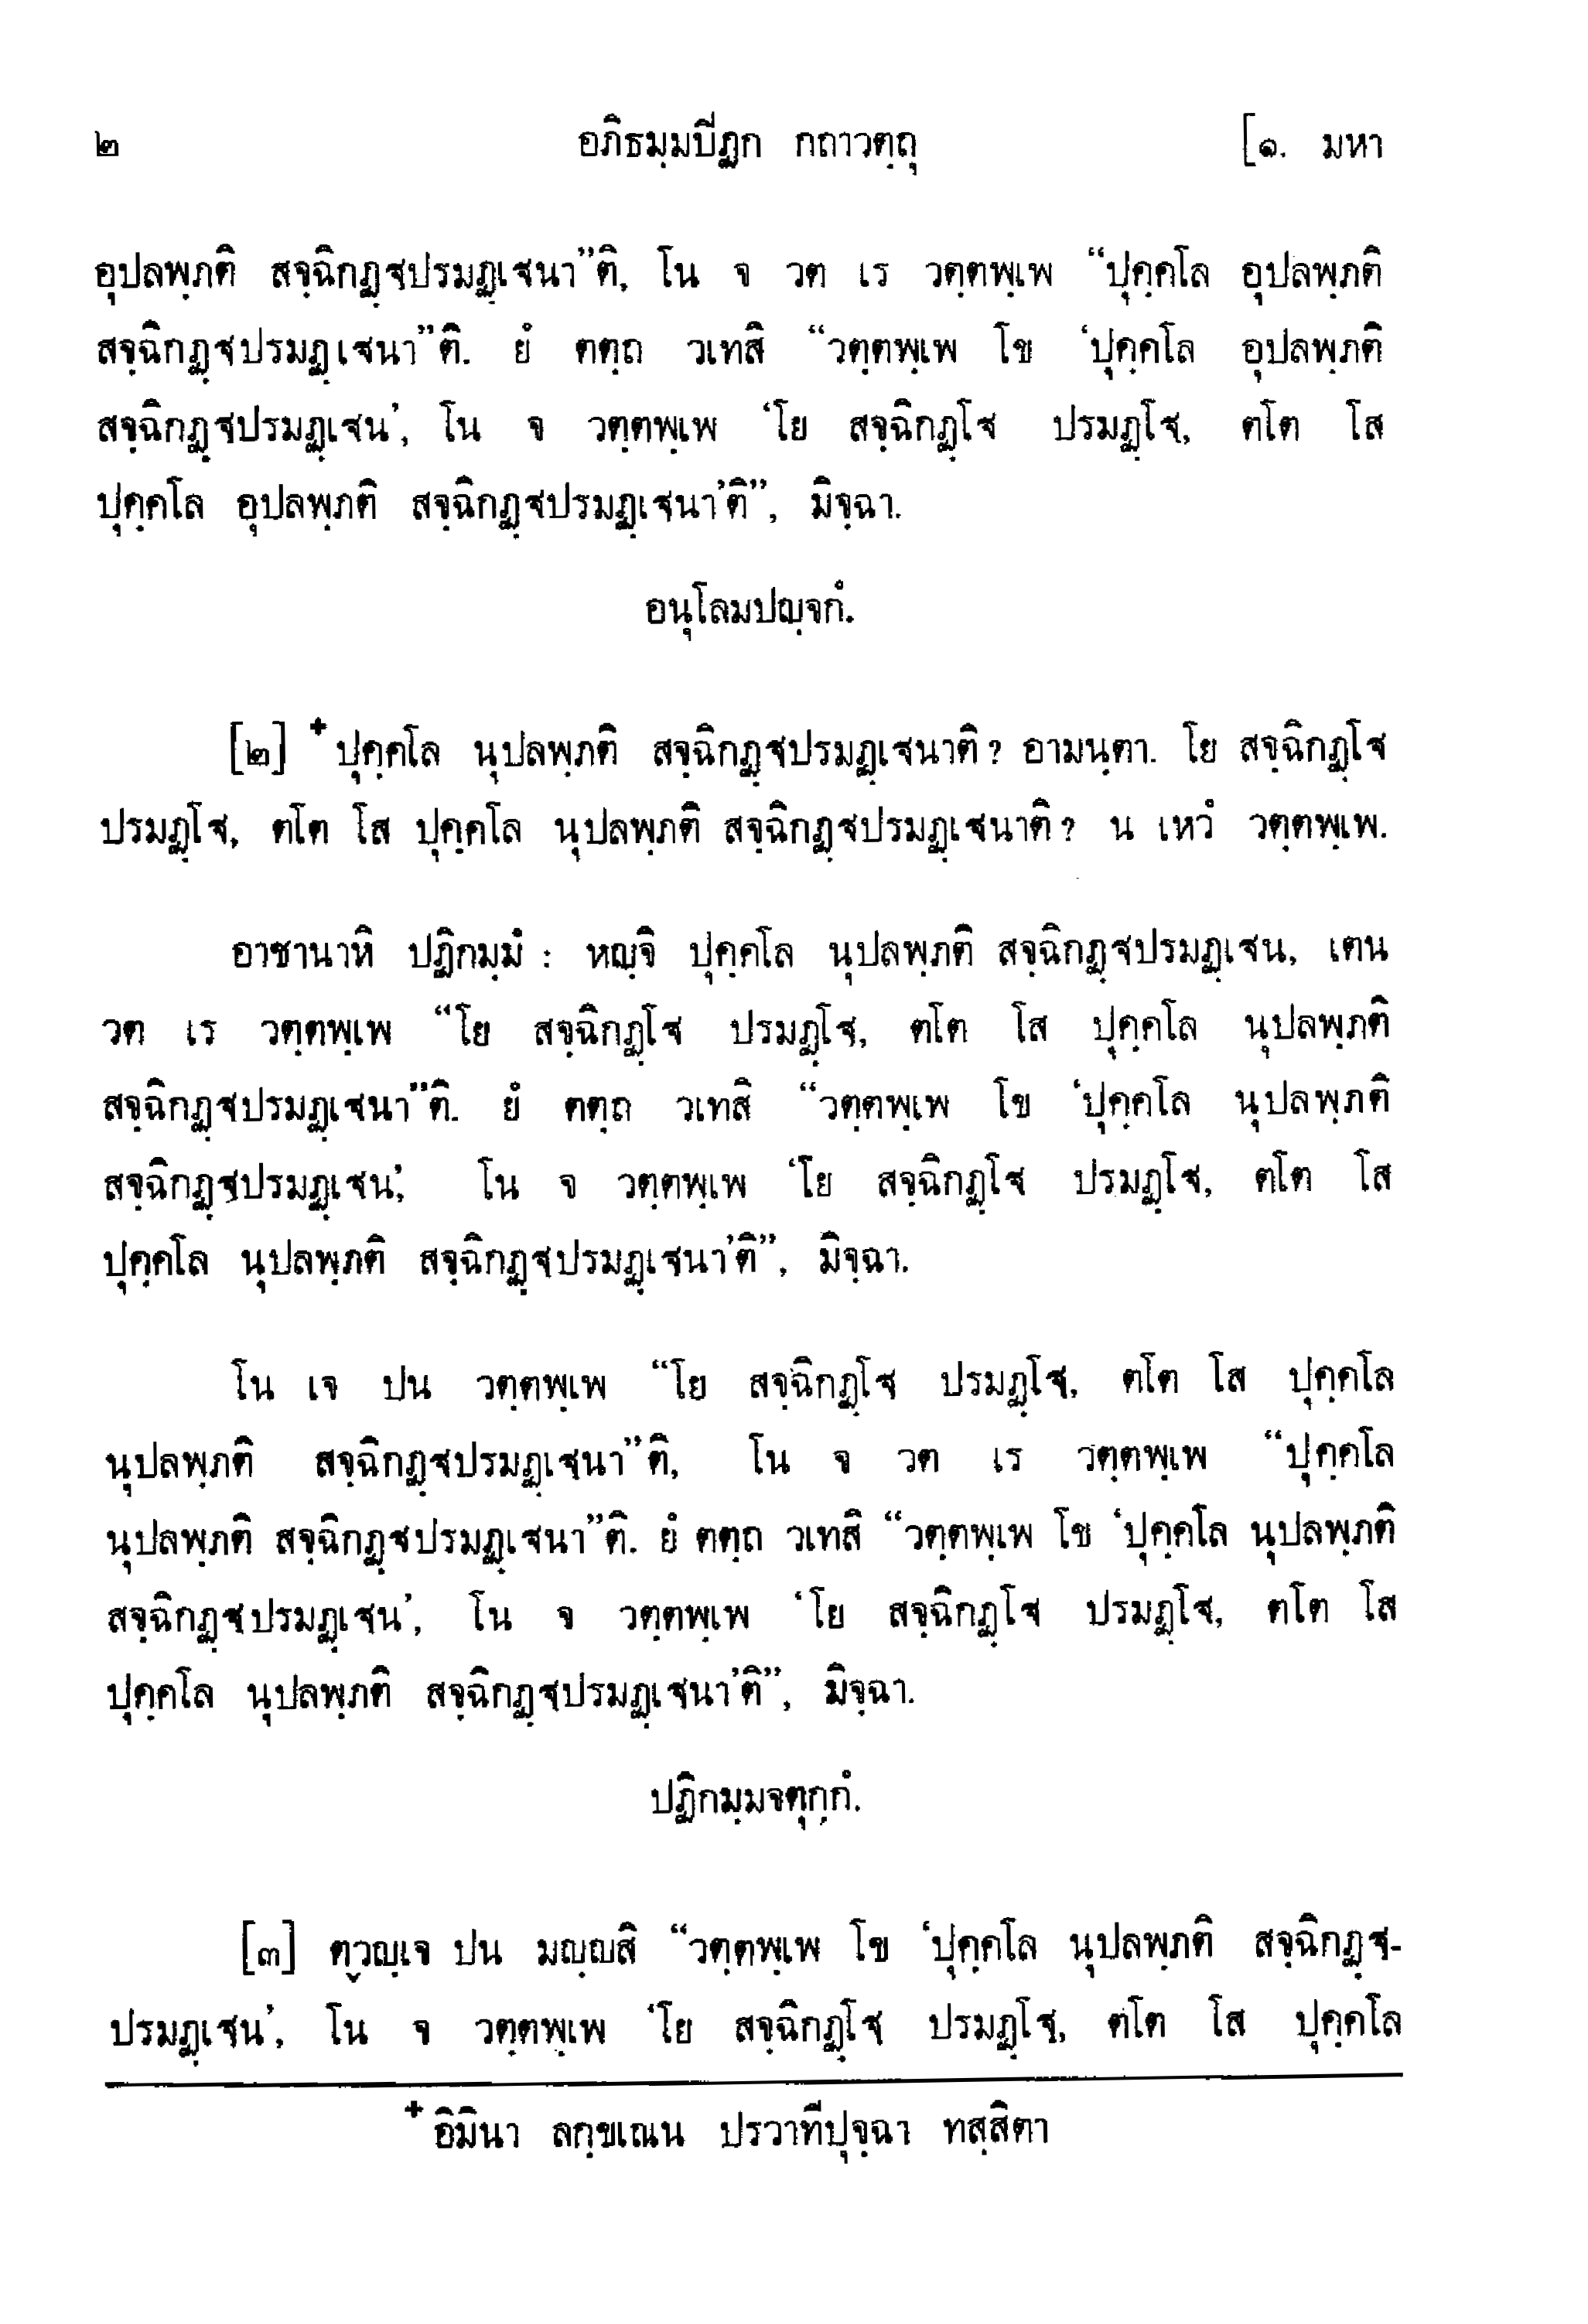 ๒ อภิธมฺมปิฏก กถาวตฺถุ [๑. มหา
อุปลพฺภติ สจฺฉิกฏฺฐปรมฏฺเฐนา”ติ, โน จ วต เร วตฺตพฺเพ “ปุคฺคโล อุปลพฺภติ
สจฺฉิกฏฺฐปรมฏฺเฐนา”ติ. ยํ ตตฺถ วเทสิ “วตฺตพฺเพ โข ‘ปุคฺคโล อุปลพฺภติ
สจฺฉิกฏฺฐปรมฏฺเฐน’, โน จ วตฺตพฺเพ ‘โย สจฺฉิกฏฺโฐ ปรมฏฺโฐ, ตโต โส
ปุคฺคโล อุปลพฺภติ สจฺฉิกฏฺฐปรมฏฺเฐนา’ติ”, มิจฺฉา.
อนุโลมปญฺจกํ.
[๒] +ปุคฺคโล นุปลพฺภติ สจฺฉิกฏฺฐปรมฏฺเฐนาติ? อามนฺตา. โย สจฺฉิกฏฺโฐ
ปรมฏฺโฐ, ตโต โส ปุคฺคโล นุปลพฺภติ สจฺฉิกฏฺฐปรมฏฺเฐนาติ? น เหวํ วตฺตพฺเพ.
อาชานาหิ ปฏิกมฺมํ : หญฺจิ ปุคฺคโล นุปลพฺภติ สจฺฉิกฏฺฐปรมฏฺเฐน, เตน
วต เร วตฺตพฺเพ “โย สจฺฉิกฏฺโฐ ปรมฏฺโฐ, ตโต โส ปุคฺคโล นุปลพฺภติ
สจฺฉิกฏฺฐปรมฏฺเฐนา”ติ. ยํ ตตฺถ วเทสิ “วตฺตพฺเพ โข ‘ปุคฺคโล นุปลพฺภติ
สจฺฉิกฏฺฐปรมฏฺเฐน’, โน จ วตฺตพฺเพ ‘โย สจฺฉิกฏฺโฐ ปรมฏฺโฐ, ตโต โส
ปุคฺคโล นุปลพฺภติ สจฺฉิกฏฺฐปรมฏฺเฐนา’ติ”, มิจฺฉา.
โน เจ ปน วตฺตพฺเพ “โย สจฺฉิกฏฺโฐ ปรมฏฺโฐ, ตโต โส ปุคฺคโล
นุปลพฺภติ สจฺฉิกฏฺฐปรมฏฺเฐนา”ติ, โน จ วต เร วตฺตพฺเพ “ปุคฺคโล
นุปลพฺภติ สจฺฉิกฏฺฐปรมฏฺเฐนา”ติ. ยํ ตตฺถ วเทสิ “วตฺตพฺเพ โข ‘ปุคฺคโล นุปลพฺภติ
สจฺฉิกฏฺฐปรมฏฺเฐน’, โน จ วตฺตพฺเพ ‘โย สจฺฉิกฏฺโฐ ปรมฏฺโฐ, ตโต โส
ปุคฺคโล นุปลพฺภติ สจฺฉิกฏฺฐปรมฏฺเฐนา’ติ”, มิจฺฉา.
ปฏิกมฺมจตุกฺกํ.
[๓] ตฺวญฺเจ ปน มญฺญสิ “วตฺตพฺเพ โข ‘ปุคฺคโล นุปลพฺภติ สจฺฉิกฏฺฐ-
ปรมฏฺเฐน’, โน จ วตฺตพฺเพ ‘โย สจฺฉิกฏฺโฐ ปรมฏฺโฐ, ตโต โส ปุคฺคโล
+อิมินา ลกฺขเณน ปรวาทีปุจฺฉา ทสฺสิตา